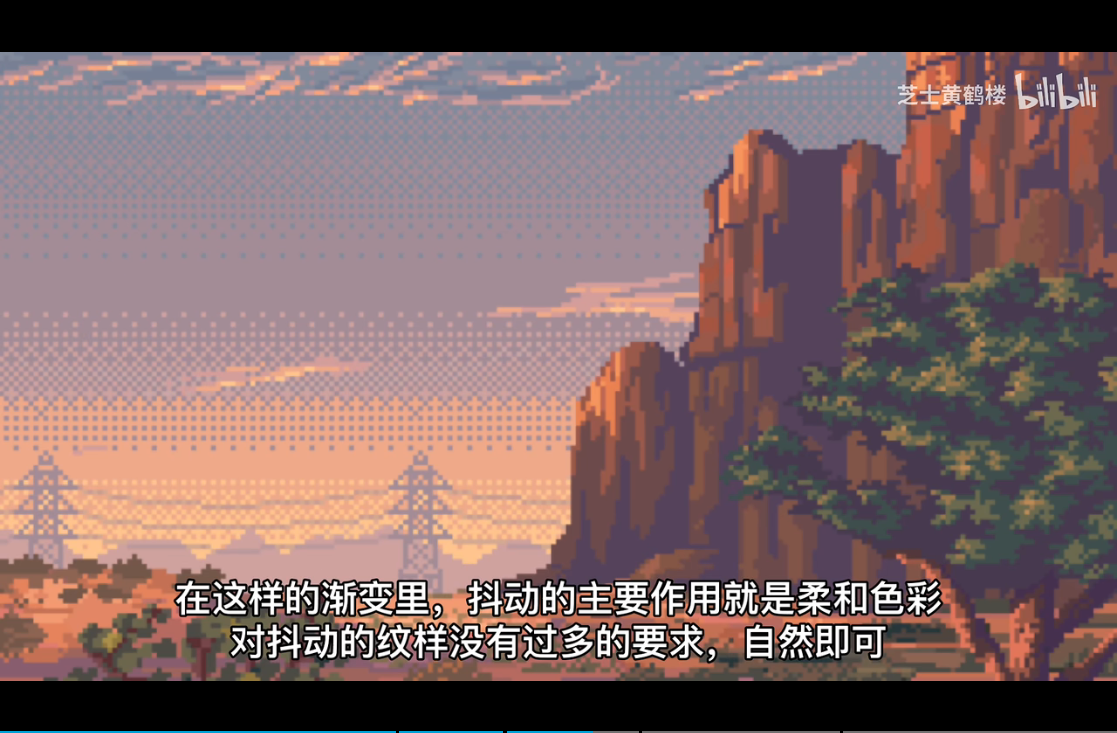 芝士黄鹤楼 bilibili
在这样的渐变里，抖动的主要作用就是柔和色彩
对抖动的纹样没有过多的要求，自然即可